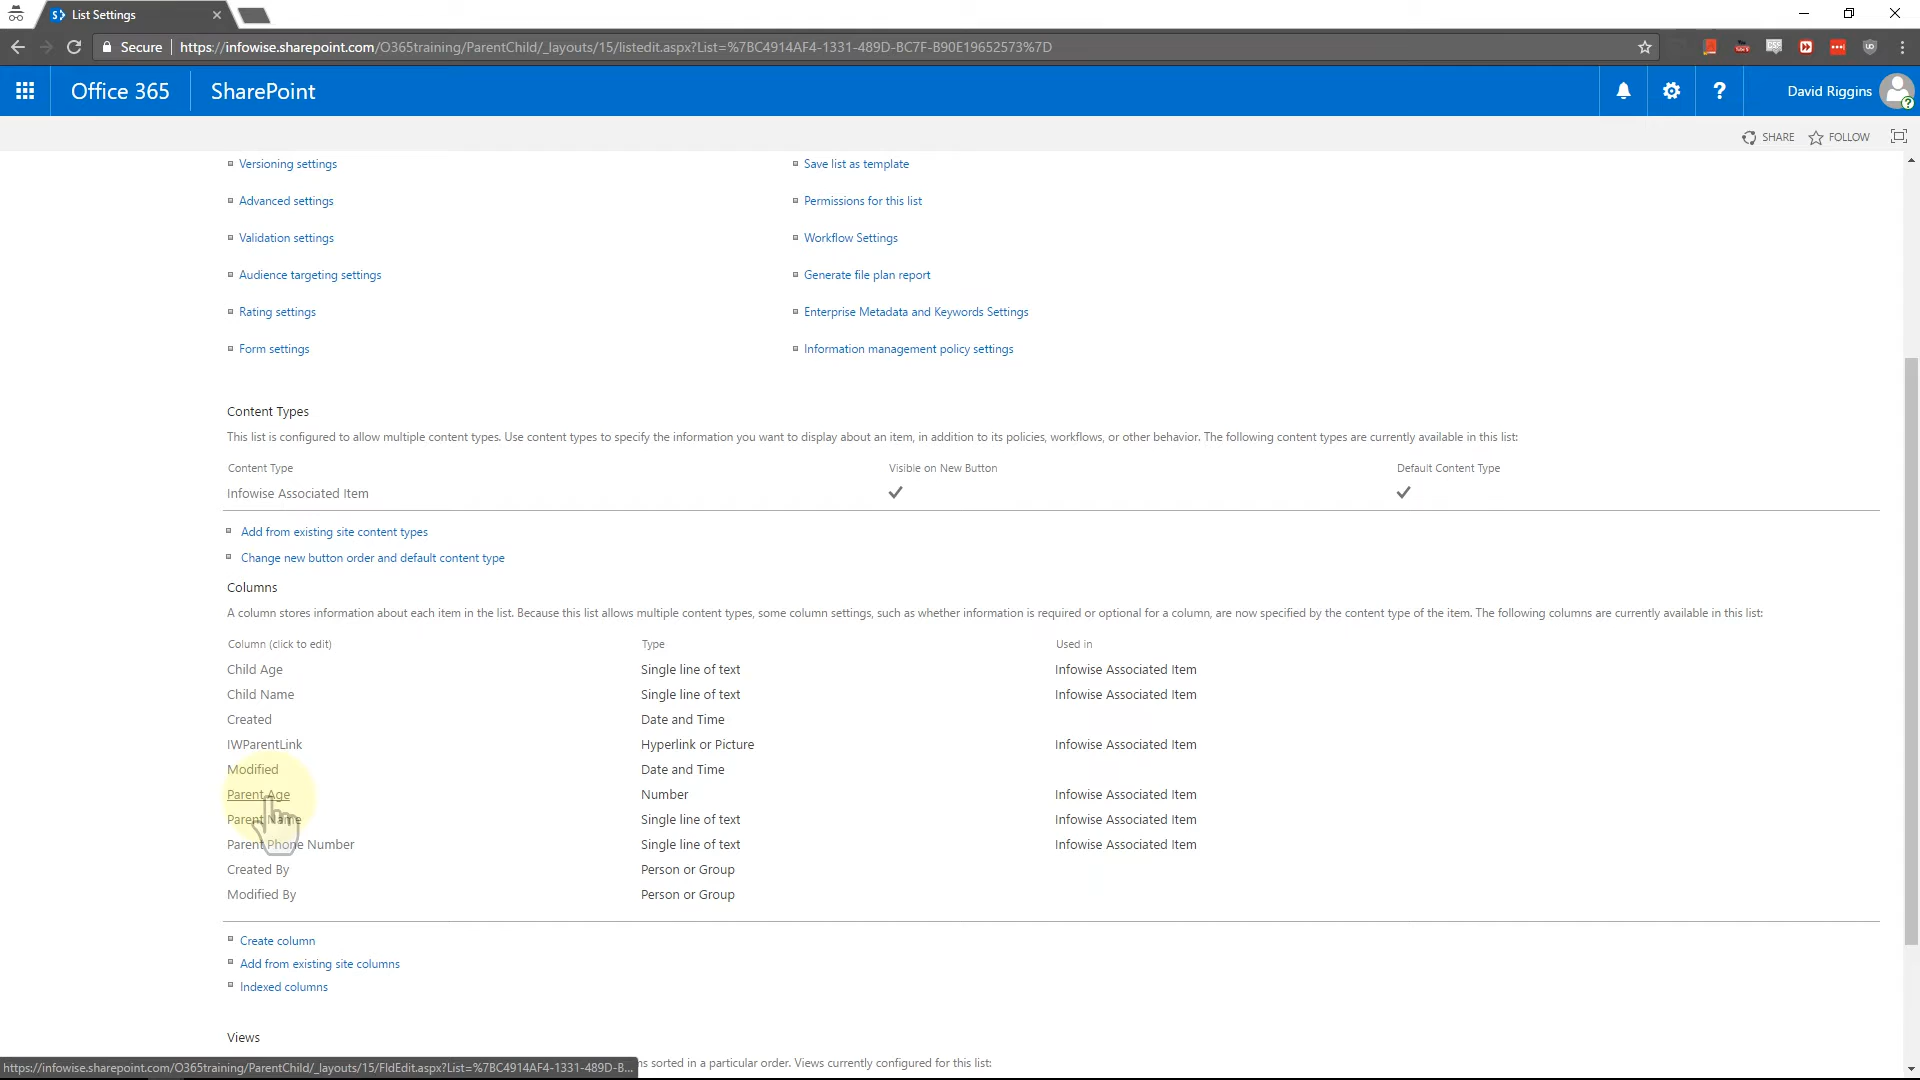 List Settings
Secure https://infowise.sharepoint.com/O365training/ParentChild/_layouts/15/listedit.aspx?List=%7BC4914AF4-1331-489D-BC7F-B90E19652573%7D
Office 365 SharePoint David Riggins
SHARE FOLLOW
Versioning settings Save list as template
Advanced settings Permissions for this list
Validation settings Workflow Settings
Audience targeting settings Generate file plan report
Rating settings Enterprise Metadata and Keywords Settings
Form settings Information management policy settings
Content Types
This list is configured to allow multiple content types. Use content types to specify the information you want to display about an item, in addition to its policies, workflows, or other behavior. The following content types are currently available in this list:
Content Type Visible on New Button Default Content Type
Infowise Associated Item
Add from existing site content types
Change new button order and default content type
Columns
A column stores information about each item in the list. Because this list allows multiple content types, some column settings, such as whether information is required or optional for a column, are now specified by the content type of the item. The following columns are currently available in this list:
Column (click to edit) Type Used in
Child Age Single line of text Infowise Associated Item
Child Name Single line of text Infowise Associated Item
Created Date and Time
IWParentLink Hyperlink or Picture Infowise Associated Item
Modified Date and Time
Parent Age Number Infowise Associated Item
Parent Name Single line of text Infowise Associated Item
Parent Phone Number Single line of text Infowise Associated Item
Created By Person or Group
Modified By Person or Group
Create column
Add from existing site columns
Indexed columns
Views
https://infowise.sharepoint.com/O365training/ParentChild/_layouts/15/FldEdit.aspx?List=%7BC4914AF4-1331-489D-B... ns sorted in a particular order. Views currently configured for this list: